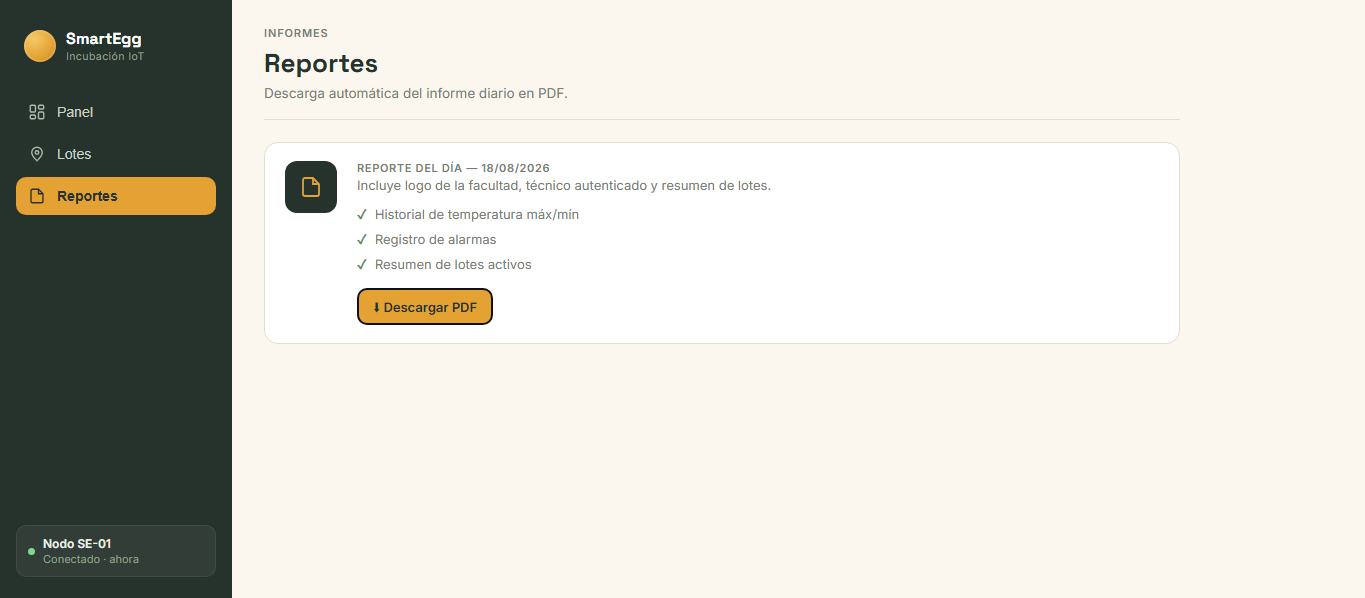 SmartEgg
Incubación IoT
Panel
Lotes
Reportes
Nodo SE-01
Conectado · ahora
INFORMES
Reportes
Descarga automática del informe diario en PDF.
REPORTE DEL DÍA — 18/08/2026
Incluye logo de la facultad, técnico autenticado y resumen de lotes.
✓ Historial de temperatura máx/mín
✓ Registro de alarmas
✓ Resumen de lotes activos
⬇ Descargar PDF